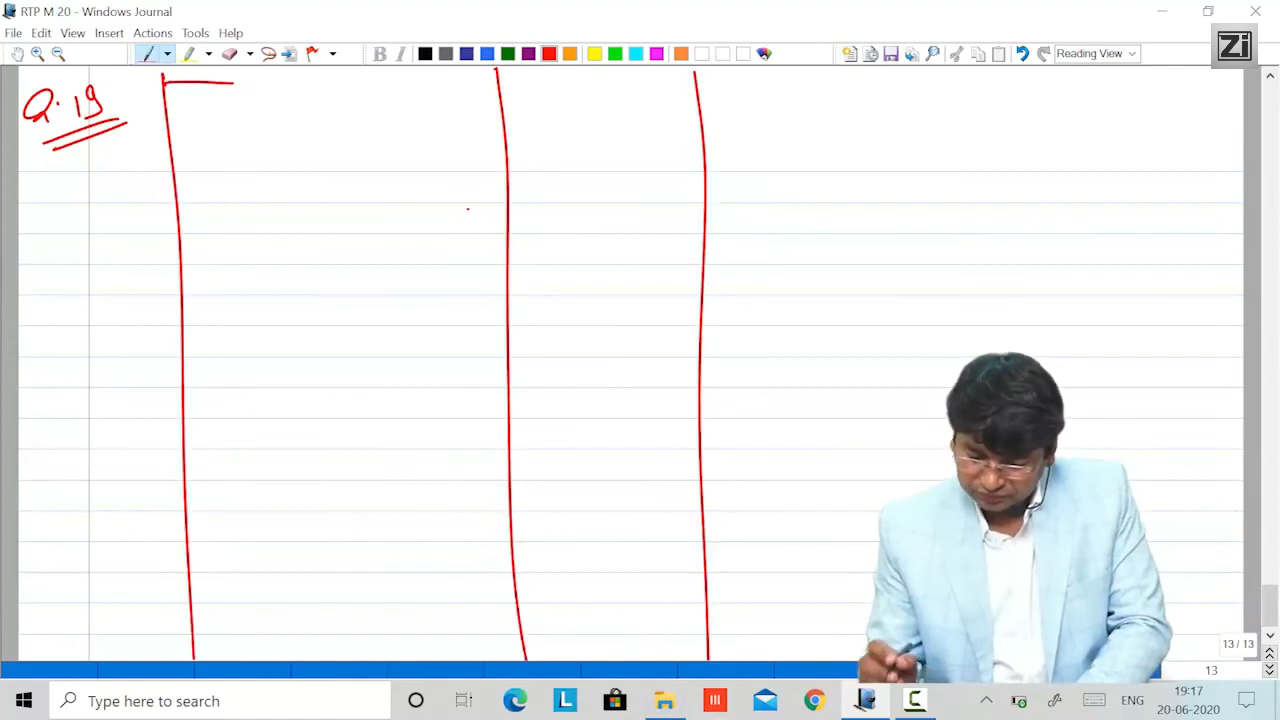 RTP M 20 - Windows Journal
File Edit View Insert Actions Tools Help
B I
Reading View
Zi
Q. 19
13 / 13
13
Type here to search
L
C
ENG
19:17
20-06-2020